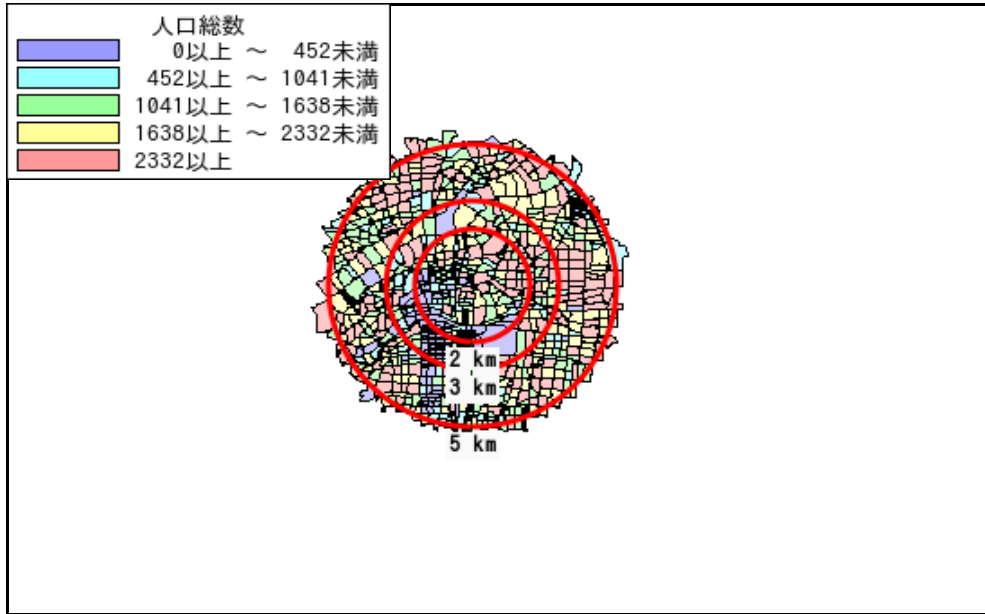 人口総数
0以上 ～ 452未満
452以上 ～ 1041未満
1041以上 ～ 1638未満
1638以上 ～ 2332未満
2332以上
2 km
3 km
5 km